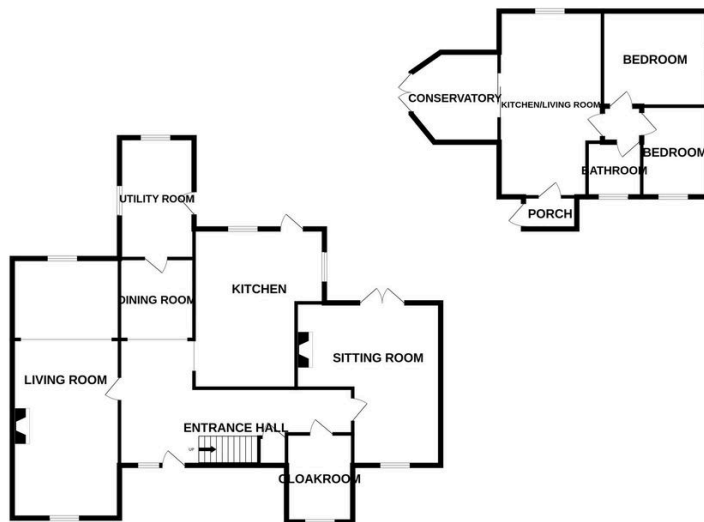 BEDROOM
CONSERVATORY
KITCHEN/LIVING ROOM
BEDROOM
BATHROOM
PORCH
UTILITY ROOM
DINING ROOM
KITCHEN
SITTING ROOM
LIVING ROOM
ENTRANCE HALL
UP
CLOAKROOM